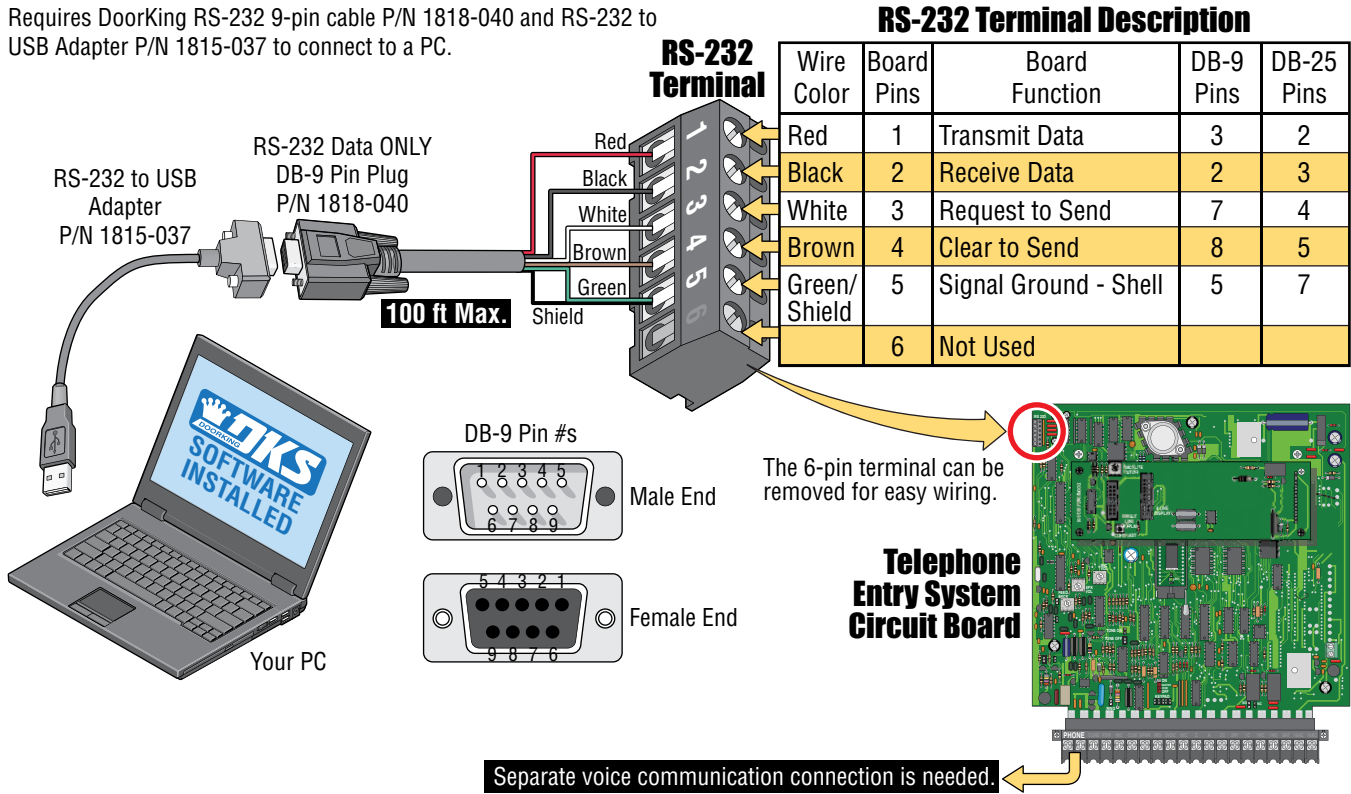 Requires DoorKing RS-232 9-pin cable P/N 1818-040 and RS-232 to
USB Adapter P/N 1815-037 to connect to a PC.
RS-232 Terminal Description
RS-232
Terminal
Wire Color Board Pins Board Function DB-9 Pins DB-25 Pins
Red 1 Transmit Data 3 2
Black 2 Receive Data 2 3
White 3 Request to Send 7 4
Brown 4 Clear to Send 8 5
Green/ 5 Signal Ground - Shell 5 7
Shield
6 Not Used
1
2
3
4
5
6
Red
Black
White
Brown
Green
Shield
RS-232 Data ONLY
DB-9 Pin Plug
P/N 1818-040
RS-232 to USB
Adapter
P/N 1815-037
100 ft Max.
DOORKING
DKS
SOFTWARE
INSTALLED
Your PC
DB-9 Pin #s
1 2 3 4 5
6 7 8 9
Male End
5 4 3 2 1
9 8 7 6
Female End
The 6-pin terminal can be
removed for easy wiring.
Telephone
Entry System
Circuit Board
RS-232
PHONE
Separate voice communication connection is needed.